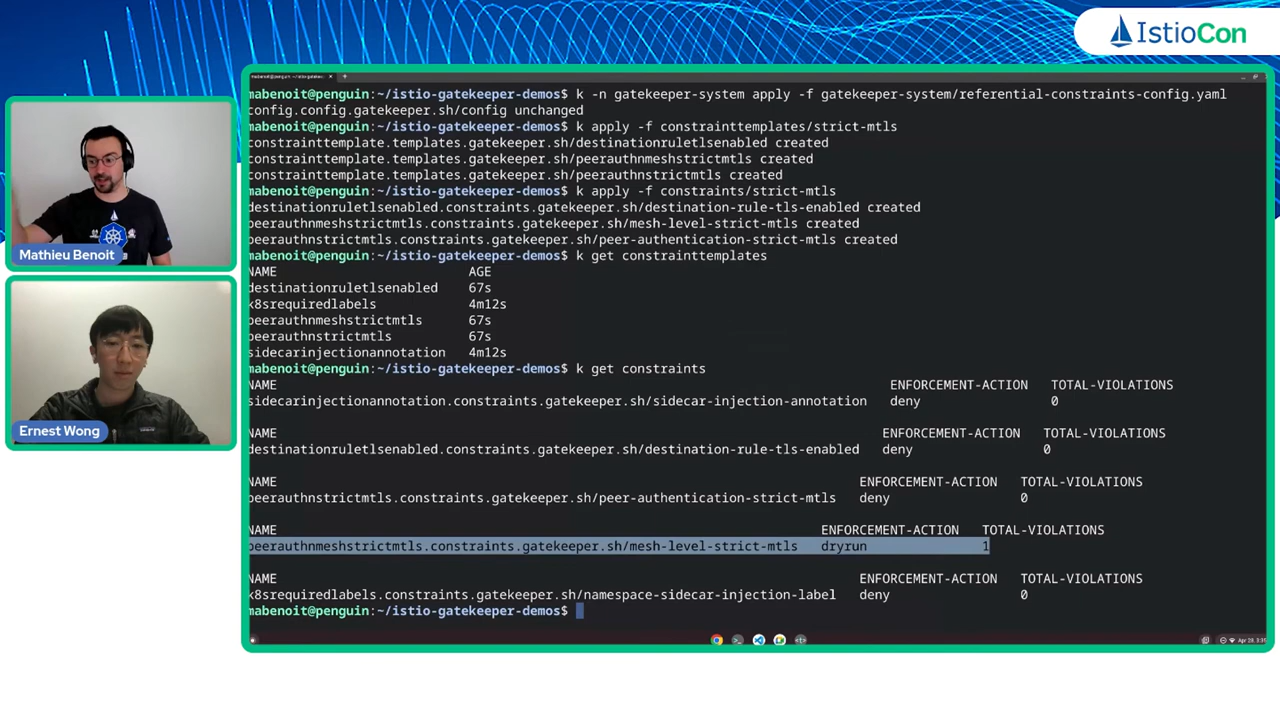 IstioCon
mabenoit@penguin:~/istio-gatekeeper-demos$ k -n gatekeeper-system apply -f gatekeeper-system/referential-constraints-config.yaml
config.config.gatekeeper.sh/config unchanged
mabenoit@penguin:~/istio-gatekeeper-demos$ k apply -f constrainttemplates/strict-mtls
constrainttemplate.templates.gatekeeper.sh/destinationruletlsenabled created
constrainttemplate.templates.gatekeeper.sh/peerauthnmeshstrictmtls created
constrainttemplate.templates.gatekeeper.sh/peerauthnstrictmtls created
mabenoit@penguin:~/istio-gatekeeper-demos$ k apply -f constraints/strict-mtls
destinationruletlsenabled.constraints.gatekeeper.sh/destination-rule-tls-enabled created
peerauthnmeshstrictmtls.constraints.gatekeeper.sh/mesh-level-strict-mtls created
peerauthnstrictmtls.constraints.gatekeeper.sh/peer-authentication-strict-mtls created
mabenoit@penguin:~/istio-gatekeeper-demos$ k get constrainttemplates
NAME AGE
destinationruletlsenabled 67s
k8srequiredlabels 4m12s
peerauthnmeshstrictmtls 67s
peerauthnstrictmtls 67s
sidecarinjectionannotation 4m12s
mabenoit@penguin:~/istio-gatekeeper-demos$ k get constraints
NAME ENFORCEMENT-ACTION TOTAL-VIOLATIONS
sidecarinjectionannotation.constraints.gatekeeper.sh/sidecar-injection-annotation deny 0
NAME ENFORCEMENT-ACTION TOTAL-VIOLATIONS
destinationruletlsenabled.constraints.gatekeeper.sh/destination-rule-tls-enabled deny 0
NAME ENFORCEMENT-ACTION TOTAL-VIOLATIONS
peerauthnstrictmtls.constraints.gatekeeper.sh/peer-authentication-strict-mtls deny 0
NAME ENFORCEMENT-ACTION TOTAL-VIOLATIONS
peerauthnmeshstrictmtls.constraints.gatekeeper.sh/mesh-level-strict-mtls dryrun 1
NAME ENFORCEMENT-ACTION TOTAL-VIOLATIONS
k8srequiredlabels.constraints.gatekeeper.sh/namespace-sidecar-injection-label deny 0
mabenoit@penguin:~/istio-gatekeeper-demos$
Mathieu Benoit
Ernest Wong